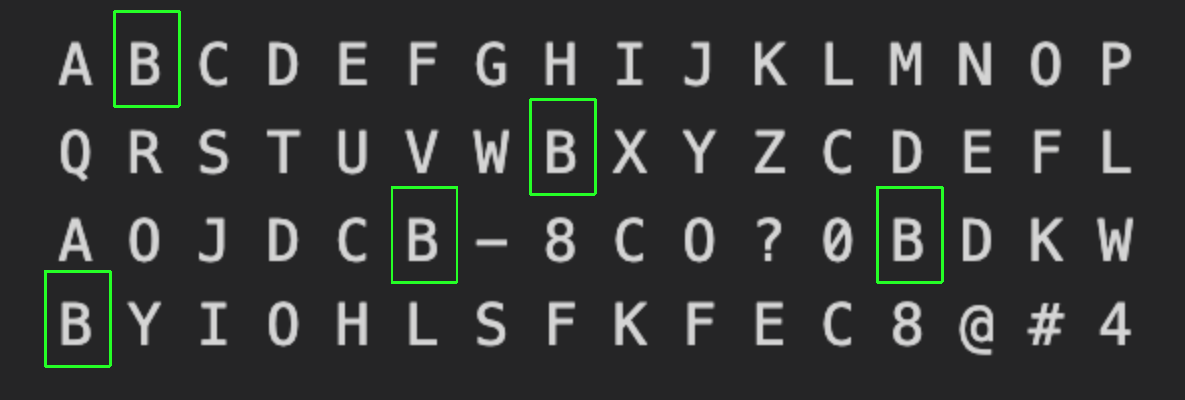 A B C D E F G H I J K L M N O P
Q R S T U V W B X Y Z C D E F L
A O J D C B – 8 C O ? 0 B D K W
B Y I O H L S F K F E C 8 @ # 4